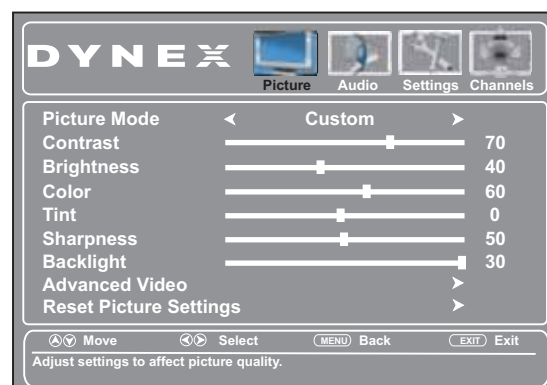 DYNEX
Picture Audio Settings Channels
Picture Mode Custom
Contrast 70
Brightness 40
Color 60
Tint 0
Sharpness 50
Backlight 30
Advanced Video
Reset Picture Settings
Move Select MENU Back EXIT Exit
Adjust settings to affect picture quality.